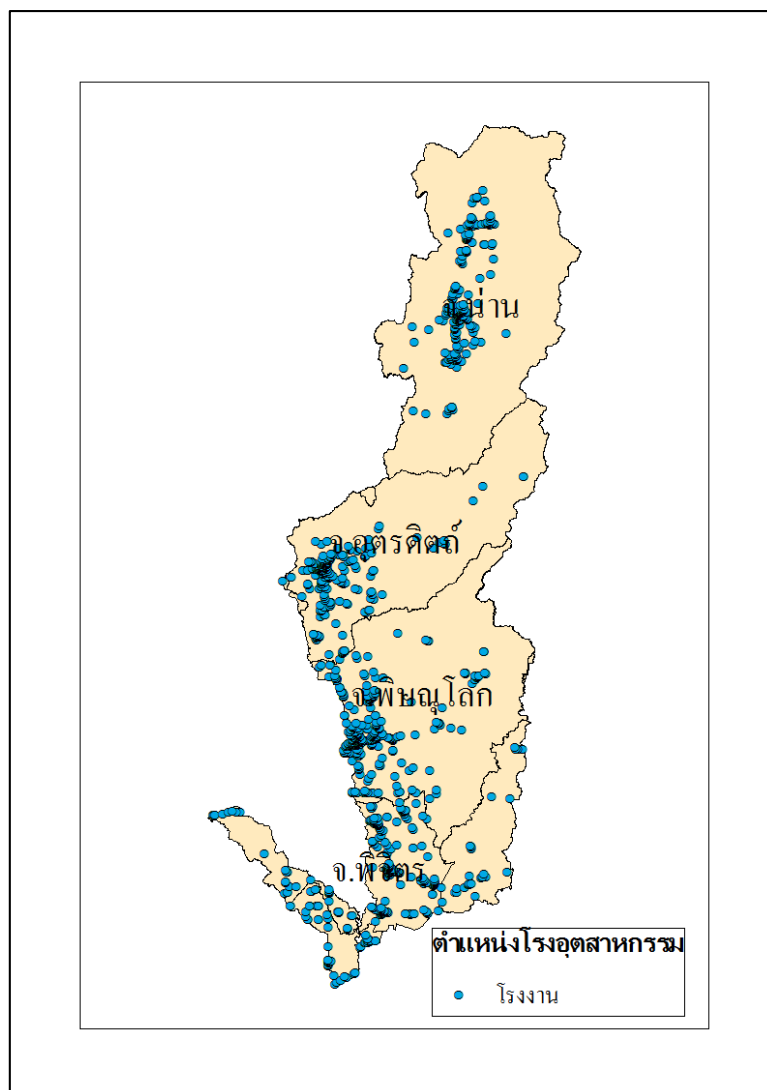 จ.น่าน
จ.อุตรดิตถ์
จ.พิษณุโลก
จ.พิจิตร
ตำแหน่งโรงอุตสาหกรรม
โรงงาน